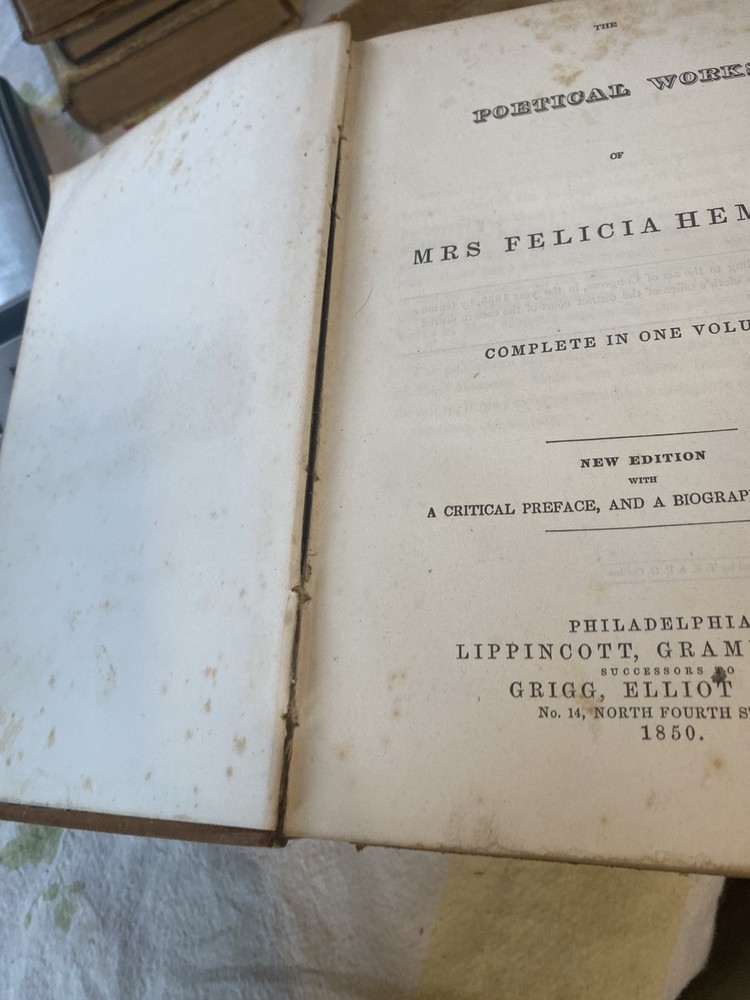 THE
POETICAL WORKS
OF
MRS FELICIA HEM
COMPLETE IN ONE VOLU
NEW EDITION
WITH
A CRITICAL PREFACE, AND A BIOGRAP
PHILADELPHIA
LIPPINCOTT, GRAM
SUCCESSORS TO
GRIGG, ELLIOT
No. 14, NORTH FOURTH ST
1850.